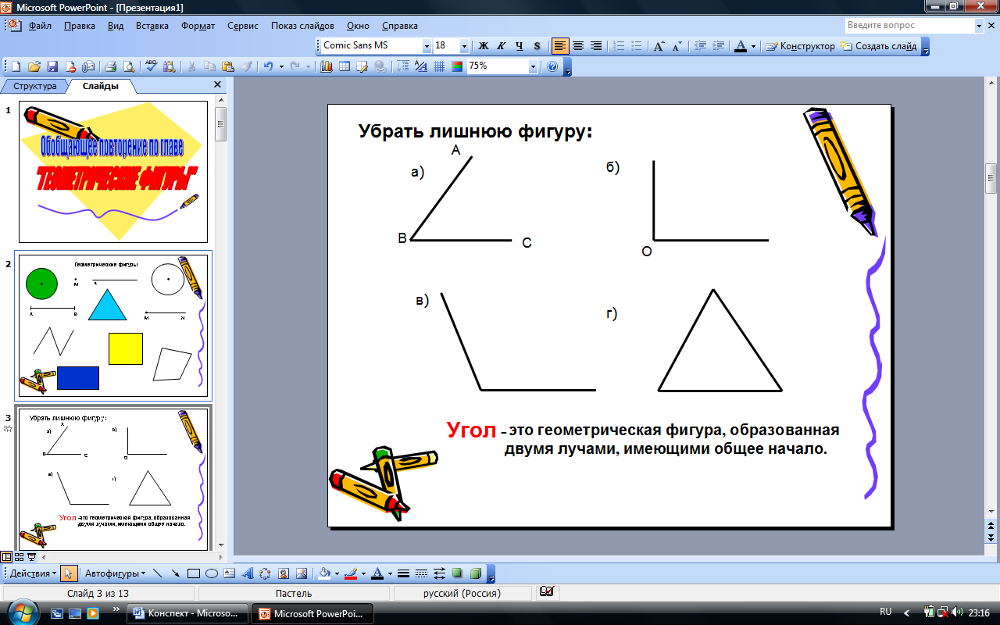 Microsoft PowerPoint - [Презентация1]
Файл Правка Вид Вставка Формат Сервис Показ слайдов Окно Справка
Введите вопрос
Comic Sans MS 18 Ж К Ч S А А А Конструктор Создать слайд
75%
Структура Слайды
1
Обобщающее повторение по главе
"ГЕОМЕТРИЧЕСКИЕ ФИГУРЫ"
2
Геометрические фигуры
М
А В М N
3
Убрать лишнюю фигуру:
а) А б)
В С О
в) г)
Угол - это геометрическая фигура, образованная
двумя лучами, имеющими общее начало.
Убрать лишнюю фигуру:
А
а) б)
В С О
в) г)
Угол - это геометрическая фигура, образованная
двумя лучами, имеющими общее начало.
Действия Автофигуры
Слайд 3 из 13 Пастель русский (Россия)
Конспект - Microso... Microsoft PowerPoi... RU 23:16